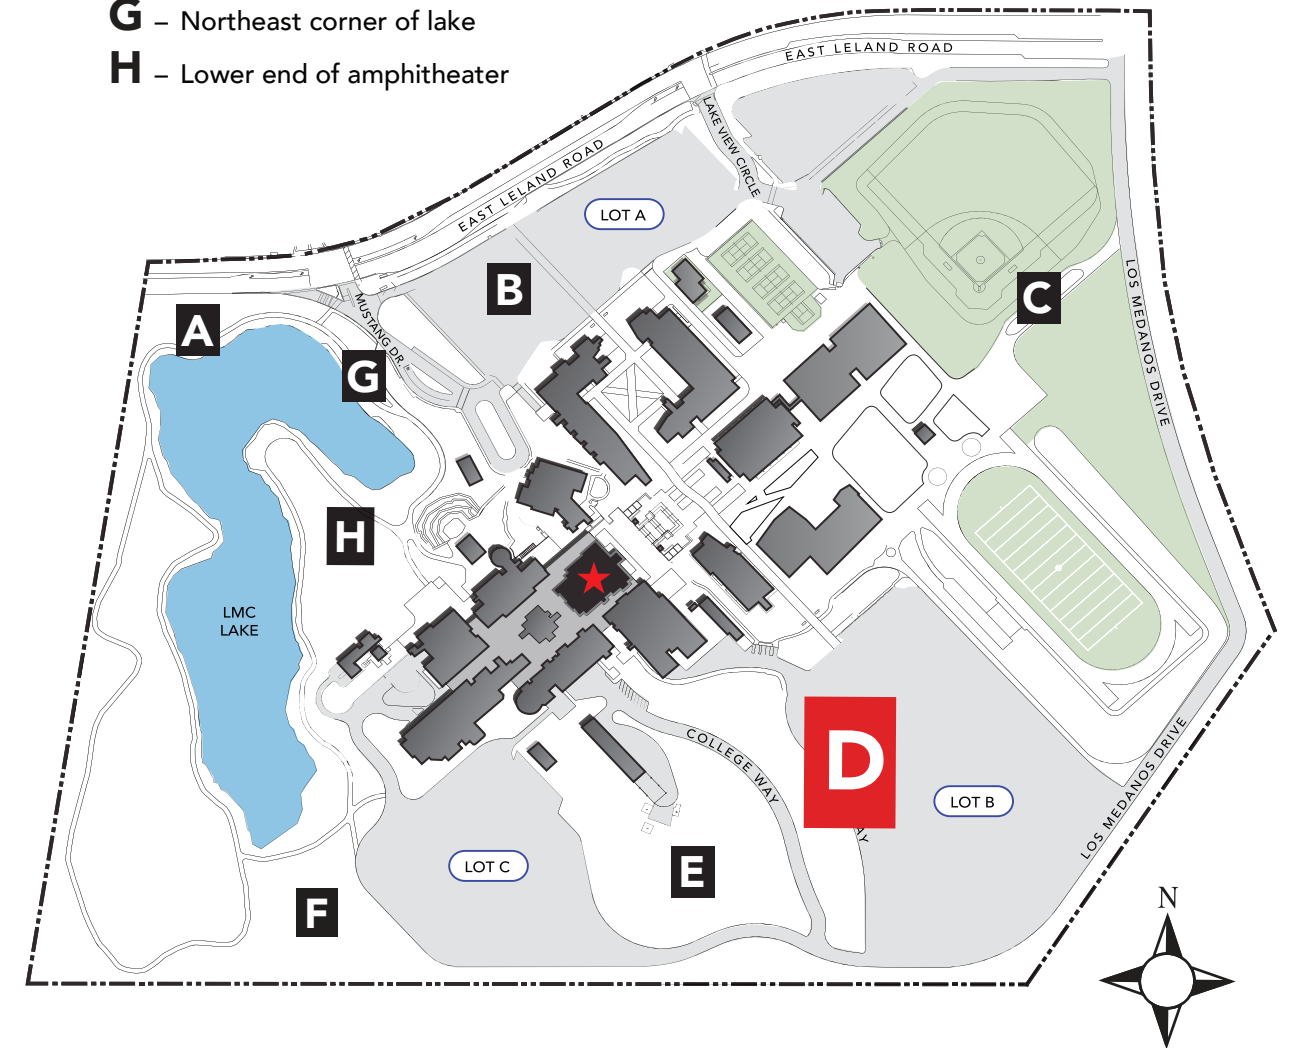 G – Northeast corner of lake
H – Lower end of amphitheater
EAST LELAND ROAD
LAKE VIEW CIRCLE
EAST LELAND ROAD
LOT A
B
C
LOS MEDANOS DRIVE
A
MUSTANG DR.
G
H
LMC
LAKE
D
COLLEGE WAY
LOT B
LOS MEDANOS DRIVE
AY
LOT C
E
F
N